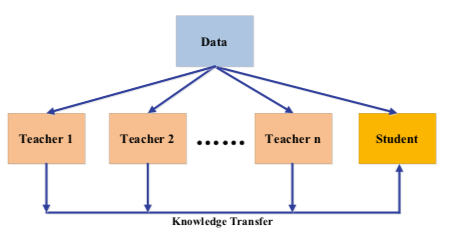 Data
Teacher 1
Teacher 2
......
Teacher n
Student
Knowledge Transfer